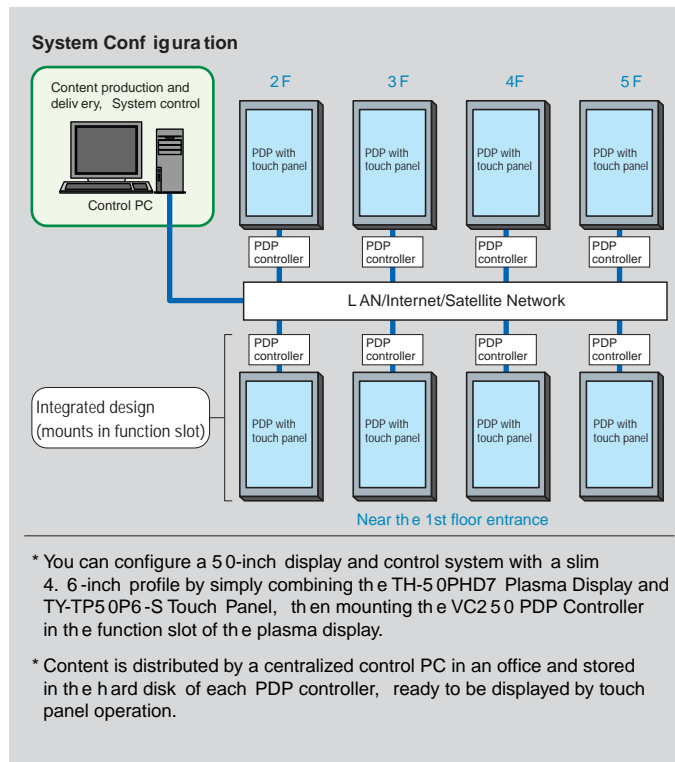 System Configuration
Content production and
delivery, System control
Control PC
2F 3F 4F 5F
PDP with
touch panel
PDP with
touch panel
PDP with
touch panel
PDP with
touch panel
PDP
controller
PDP
controller
PDP
controller
PDP
controller
LAN/Internet/Satellite Network
PDP
controller
PDP
controller
PDP
controller
PDP
controller
Integrated design
(mounts in function slot)
PDP with
touch panel
PDP with
touch panel
PDP with
touch panel
PDP with
touch panel
Near the 1st floor entrance
* You can configure a 50-inch display and control system with a slim
4.6-inch profile by simply combining the TH-50PHD7 Plasma Display and
TY-TP50P6-S Touch Panel, then mounting the VC250 PDP Controller
in the function slot of the plasma display.
* Content is distributed by a centralized control PC in an office and stored
in the hard disk of each PDP controller, ready to be displayed by touch
panel operation.